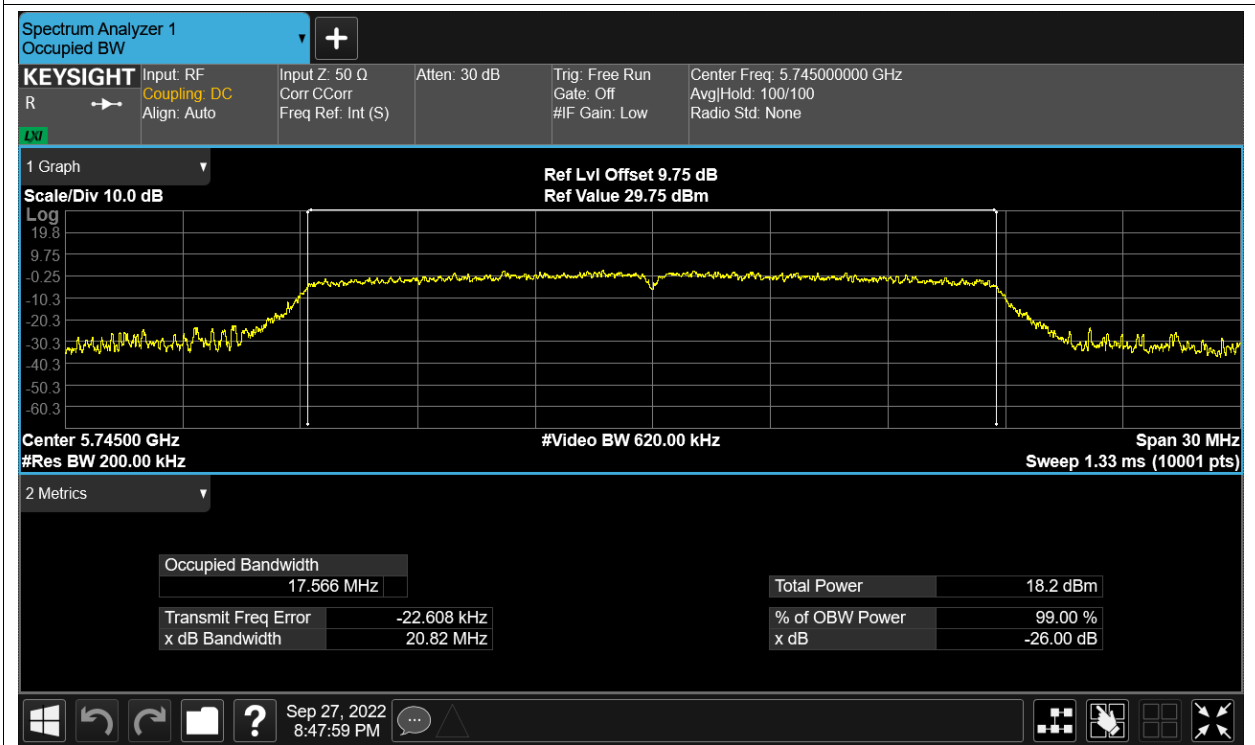 Spectrum Analyzer 1
Occupied BW
KEYSIGHT
R
LXI
Input: RF
Coupling: DC
Align: Auto
Input Z: 50 Ω
Corr CCorr
Freq Ref: Int (S)
Atten: 30 dB
Trig: Free Run
Gate: Off
#IF Gain: Low
Center Freq: 5.745000000 GHz
Avg|Hold: 100/100
Radio Std: None
1 Graph
Scale/Div 10.0 dB
Ref Lvl Offset 9.75 dB
Ref Value 29.75 dBm
Log
19.8
9.75
-0.25
-10.3
-20.3
-30.3
-40.3
-50.3
-60.3
Center 5.74500 GHz
#Res BW 200.00 kHz
#Video BW 620.00 kHz
Span 30 MHz
Sweep 1.33 ms (10001 pts)
2 Metrics
Occupied Bandwidth
17.566 MHz
Transmit Freq Error -22.608 kHz
x dB Bandwidth 20.82 MHz
Total Power 18.2 dBm
% of OBW Power 99.00 %
x dB -26.00 dB
?
Sep 27, 2022
8:47:59 PM